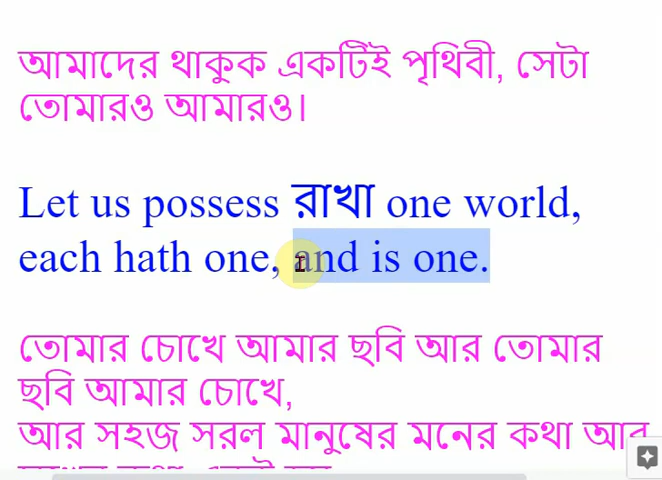 আমাদের থাকুক একটিই পৃথিবী, সেটা
তোমারও আমারও।
Let us possess রাখা one world,
each hath one, and is one.
তোমার চোখে আমার ছবি আর তোমার
ছবি আমার চোখে,
আর সহজ সরল মানুষের মনের কথা আর